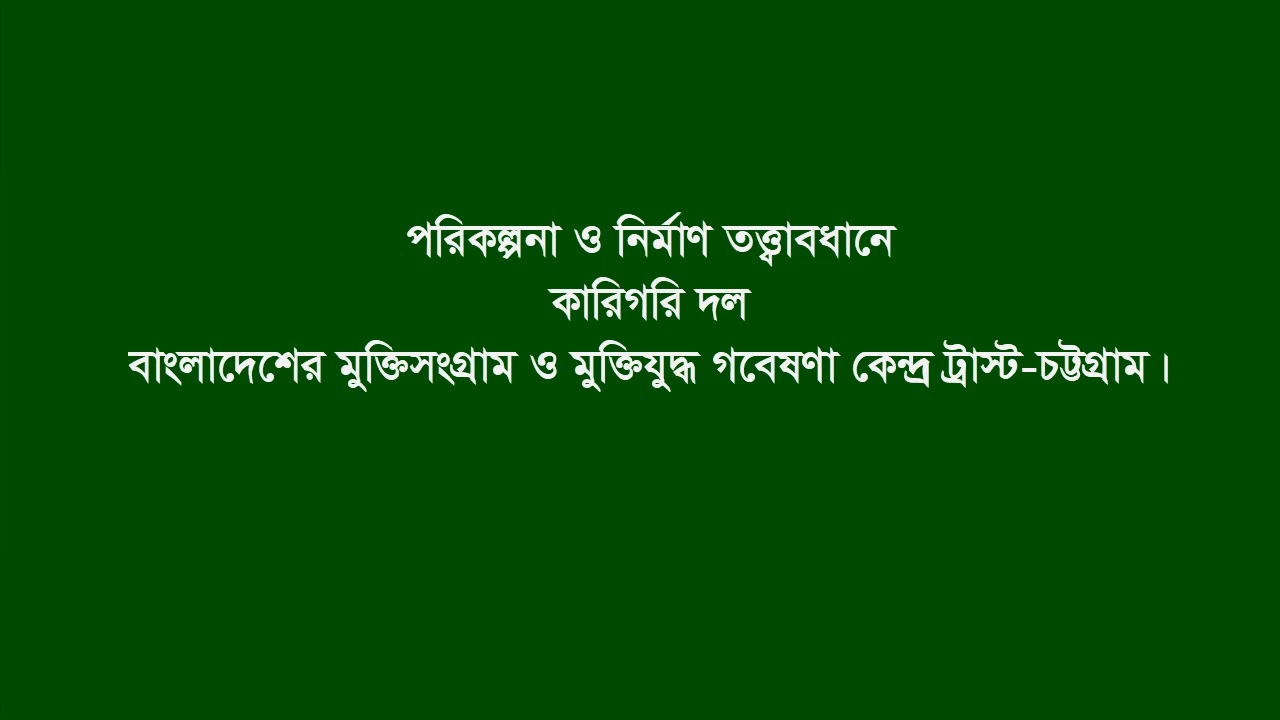 পরিকল্পনা ও নির্মাণ তত্ত্বাবধানে
কারিগরি দল
বাংলাদেশের মুক্তিসংগ্রাম ও মুক্তিযুদ্ধ গবেষণা কেন্দ্র ট্রাস্ট-চট্টগ্রাম।